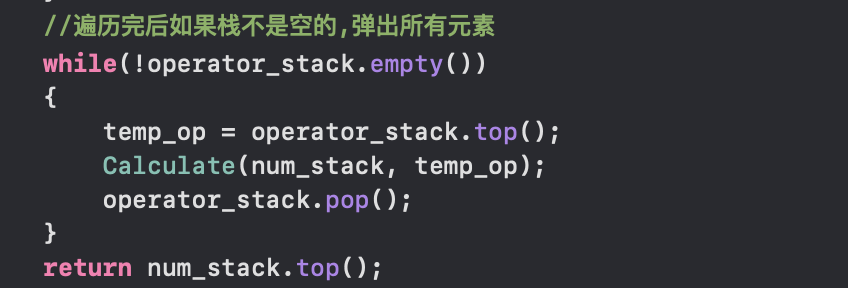 //遍历完后如果栈不是空的,弹出所有元素
while(!operator_stack.empty())
{
temp_op = operator_stack.top();
Calculate(num_stack, temp_op);
operator_stack.pop();
}
return num_stack.top();